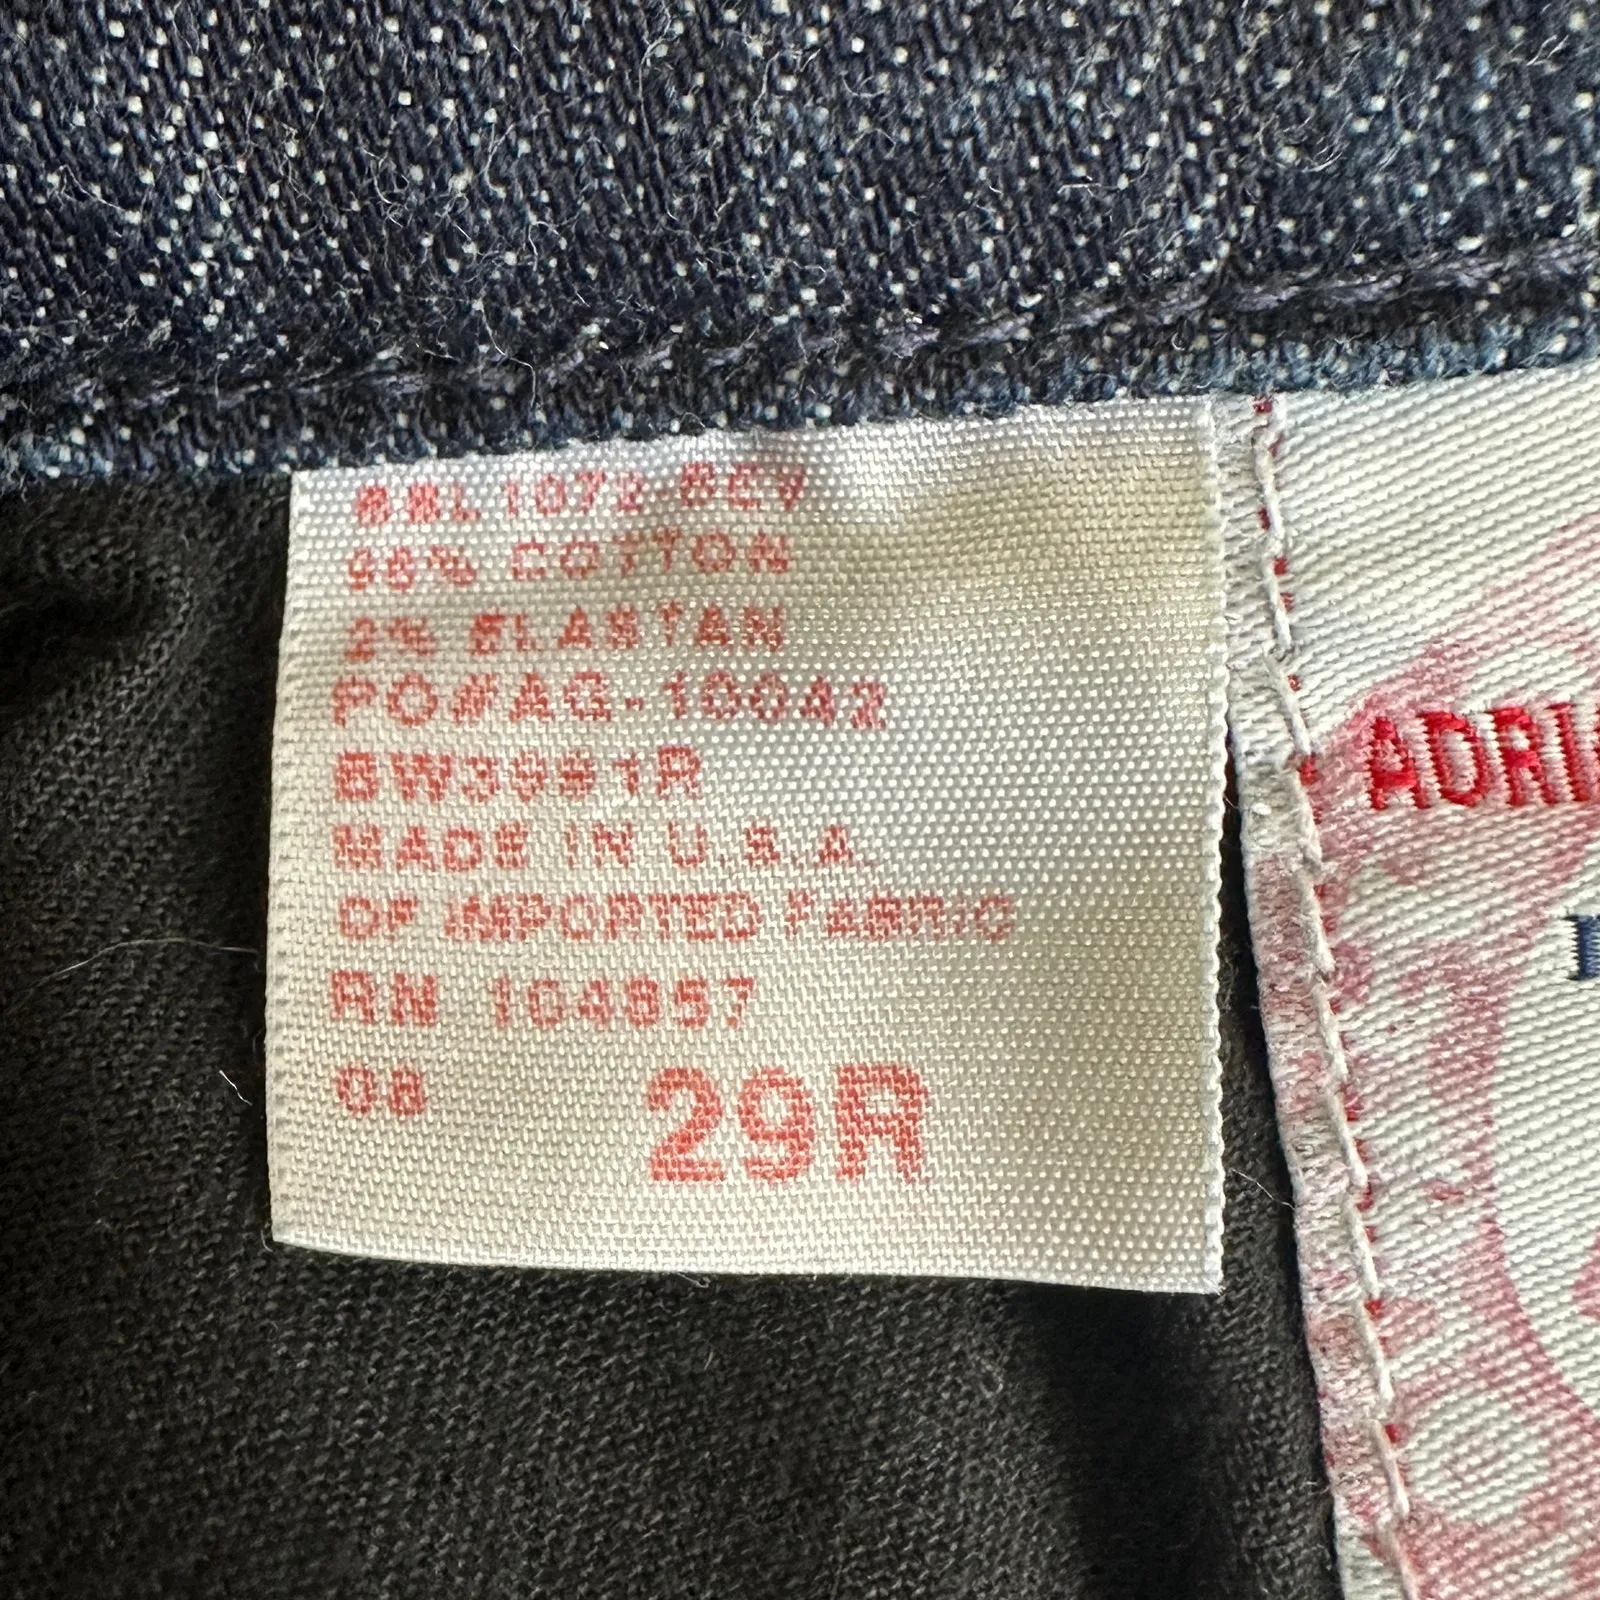 BBL1072-BEV
98% COTTON
2% ELASTAN
PO#AG-10042
BW3991R
MADE IN U.S.A.
OF IMPORTED FABRIC
RN 104857
08 29R
ADRI